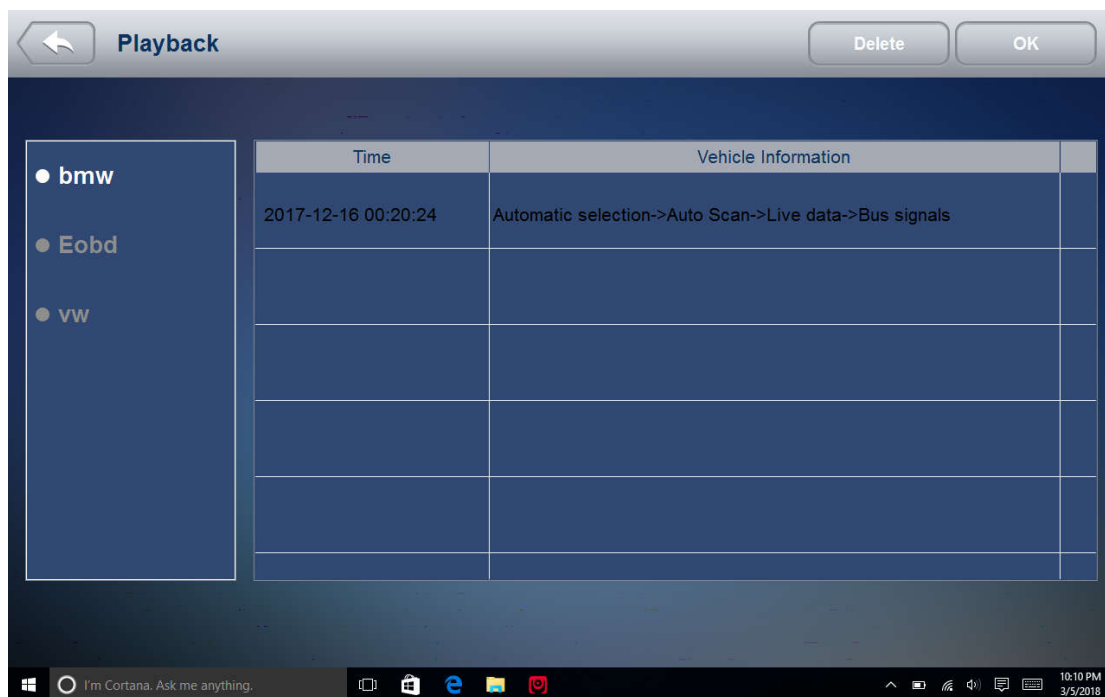 Playback
Delete
OK
bmw
Eobd
vw
Time
Vehicle Information
2017-12-16 00:20:24
Automatic selection->Auto Scan->Live data->Bus signals
I'm Cortana. Ask me anything.
10:10 PM
3/5/2018